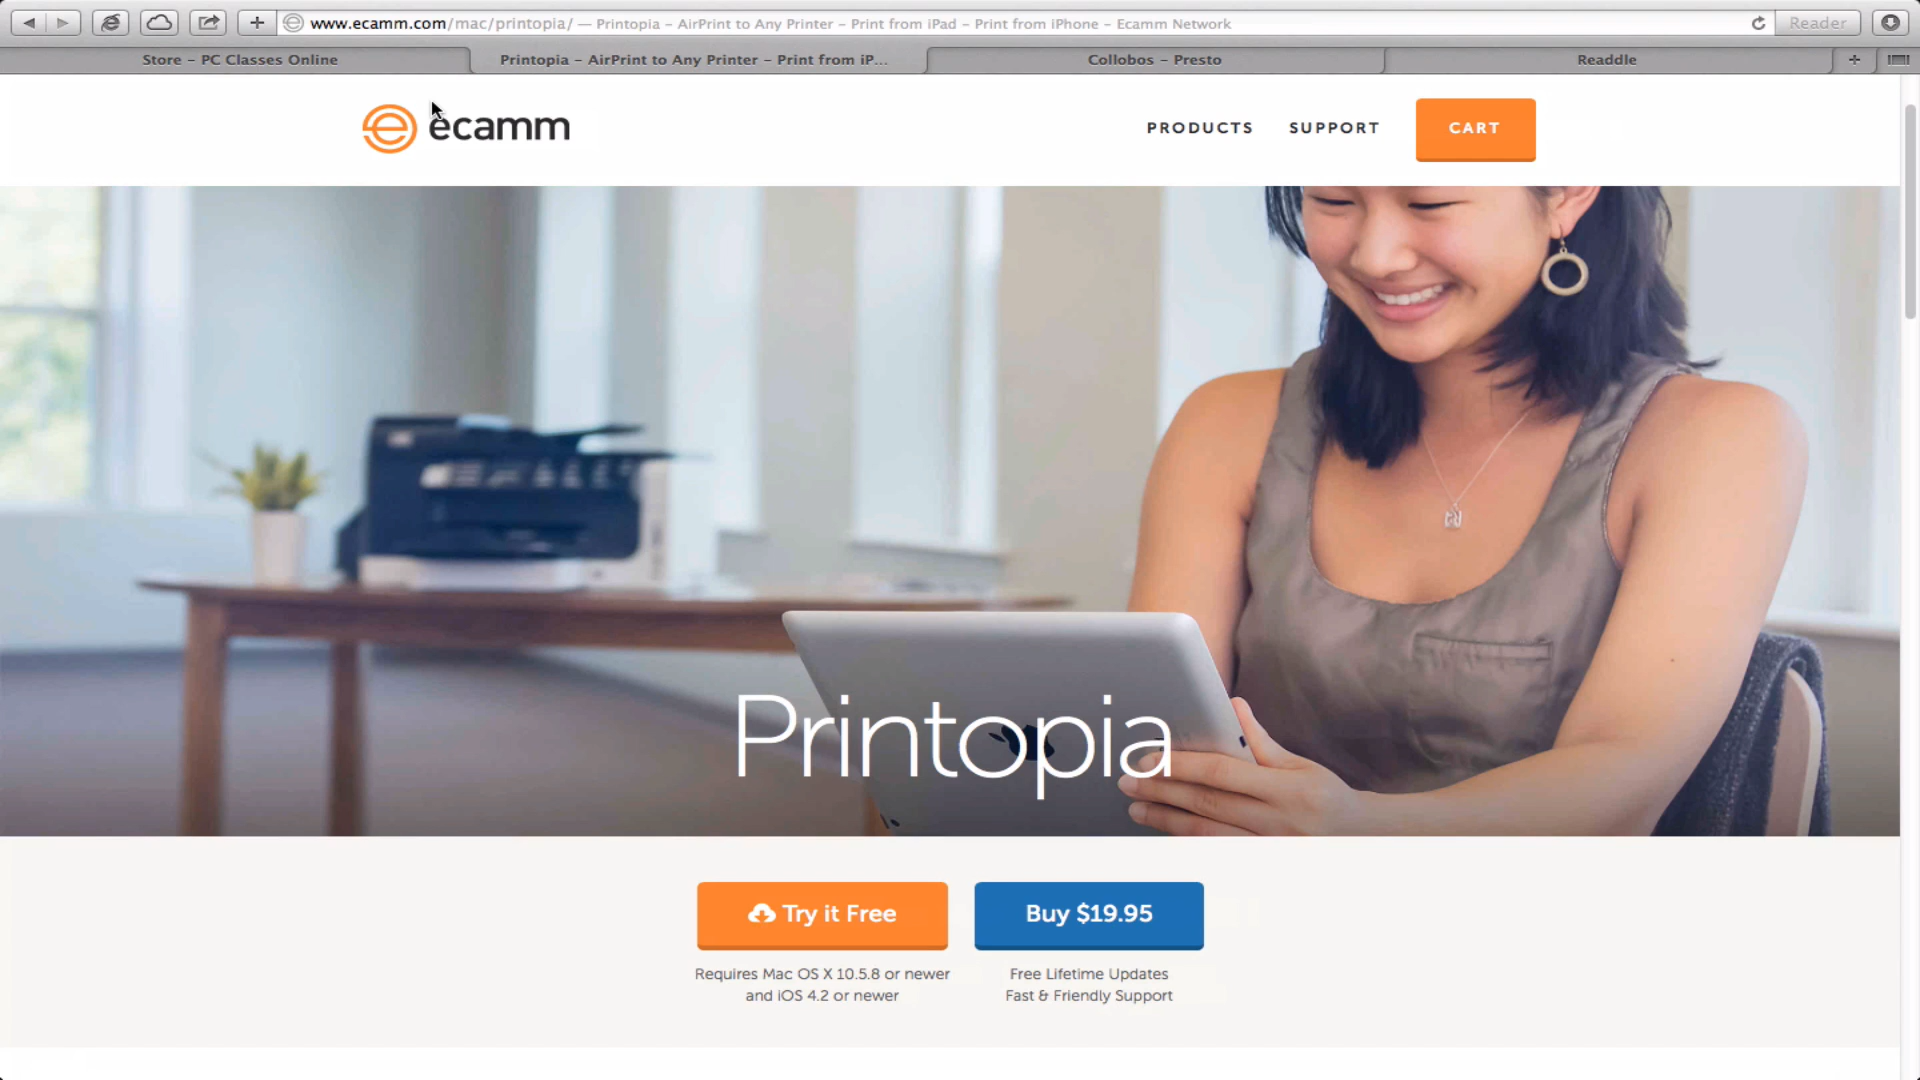 www.ecamm.com/mac/printopia/ — Printopia – AirPrint to Any Printer – Print from iPad – Print from iPhone – Ecamm Network
Reader
Store – PC Classes Online
Printopia – AirPrint to Any Printer – Print from iP...
Collobos – Presto
Readdle
ecamm
PRODUCTS
SUPPORT
CART
Printopia
Try it Free
Buy $19.95
Requires Mac OS X 10.5.8 or newer
and iOS 4.2 or newer
Free Lifetime Updates
Fast & Friendly Support